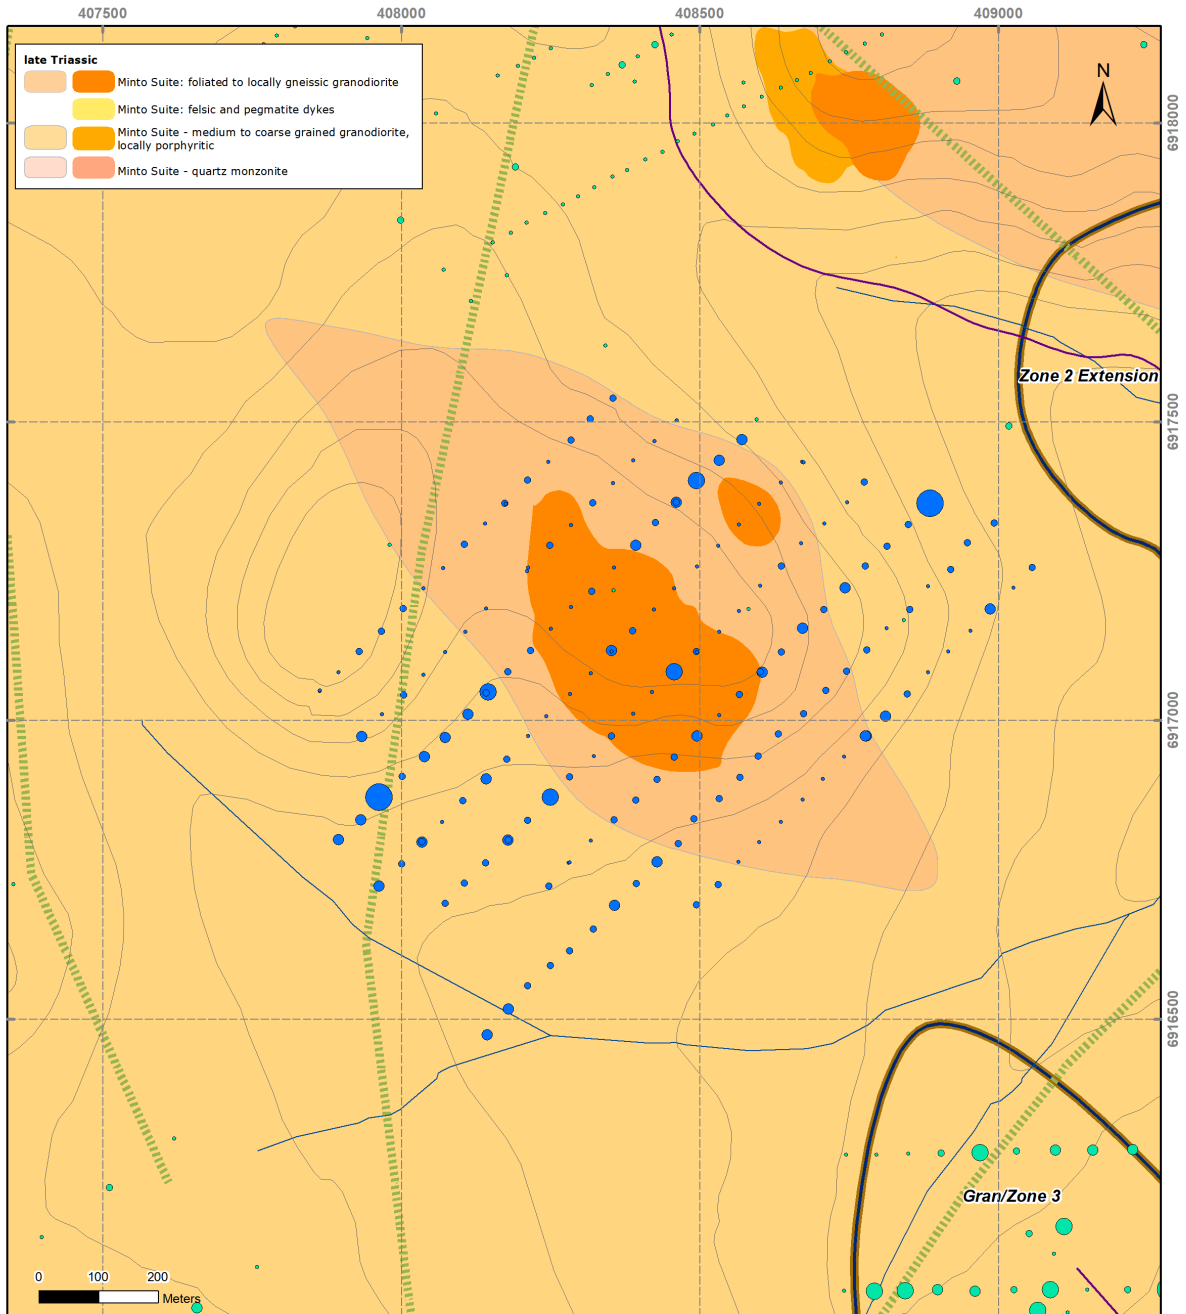 407500
408000
408500
409000
late Triassic
Minto Suite: foliated to locally gneissic granodiorite
Minto Suite: felsic and pegmatite dykes
Minto Suite - medium to coarse grained granodiorite,
locally porphyritic
Minto Suite - quartz monzonite
N
6918000
Zone 2 Extension
6917500
6917000
6916500
Gran/Zone 3
0 100 200
Meters